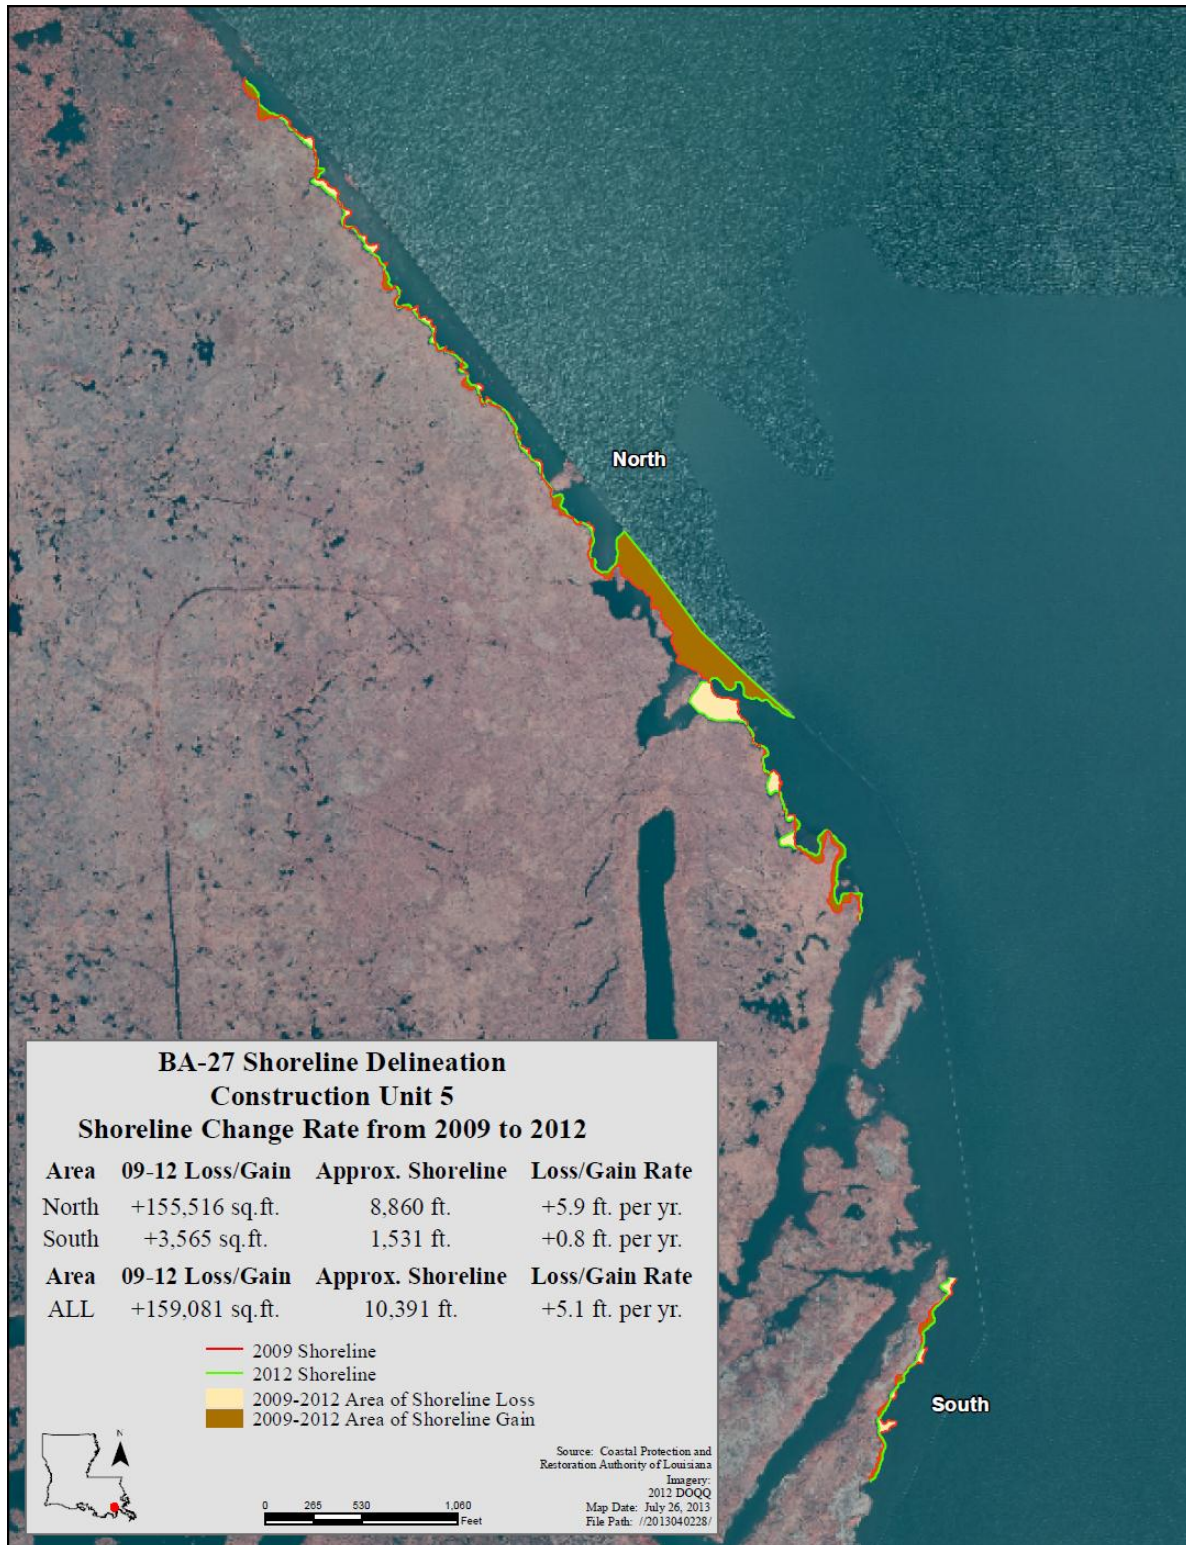 North
BA-27 Shoreline Delineation
Construction Unit 5
Shoreline Change Rate from 2009 to 2012
Area 09-12 Loss/Gain Approx. Shoreline Loss/Gain Rate
North +155,516 sq.ft. 8,860 ft. +5.9 ft. per yr.
South +3,565 sq.ft. 1,531 ft. +0.8 ft. per yr.
Area 09-12 Loss/Gain Approx. Shoreline Loss/Gain Rate
ALL +159,081 sq.ft. 10,391 ft. +5.1 ft. per yr.
2009 Shoreline
2012 Shoreline
2009-2012 Area of Shoreline Loss
2009-2012 Area of Shoreline Gain
South
N
Source: Coastal Protection and
Restoration Authority of Louisiana
Imagery:
2012 DOQQ
Map Date: July 26, 2013
File Path: //2013040228/
0 265 530 1,060
Feet